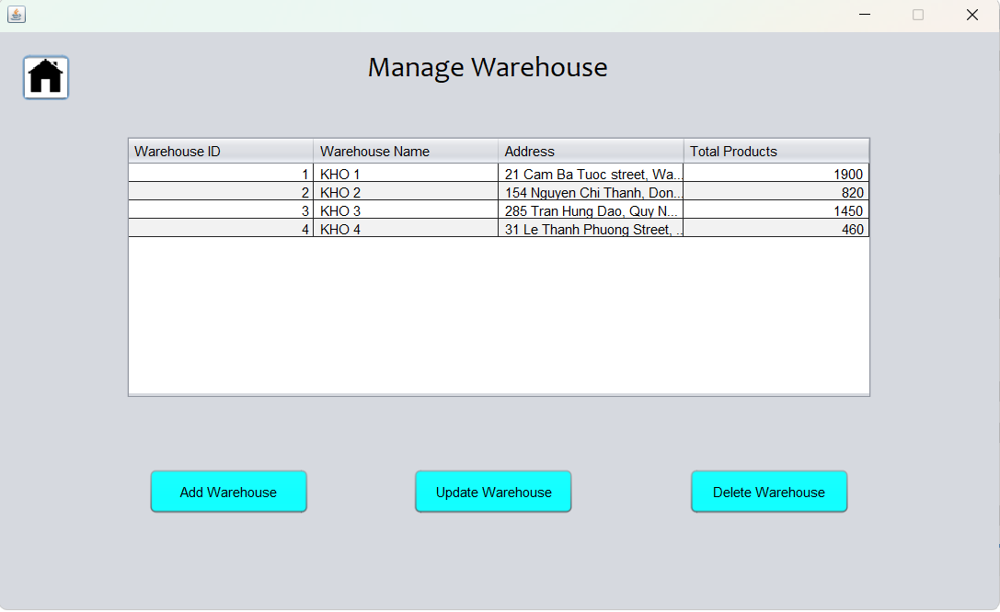 Manage Warehouse
Warehouse ID Warehouse Name Address Total Products
1 KHO 1 21 Cam Ba Tuoc street, Wa... 1900
2 KHO 2 154 Nguyen Chi Thanh, Don... 820
3 KHO 3 285 Tran Hung Dao, Quy N... 1450
4 KHO 4 31 Le Thanh Phuong Street, .. 460
Add Warehouse Update Warehouse Delete Warehouse